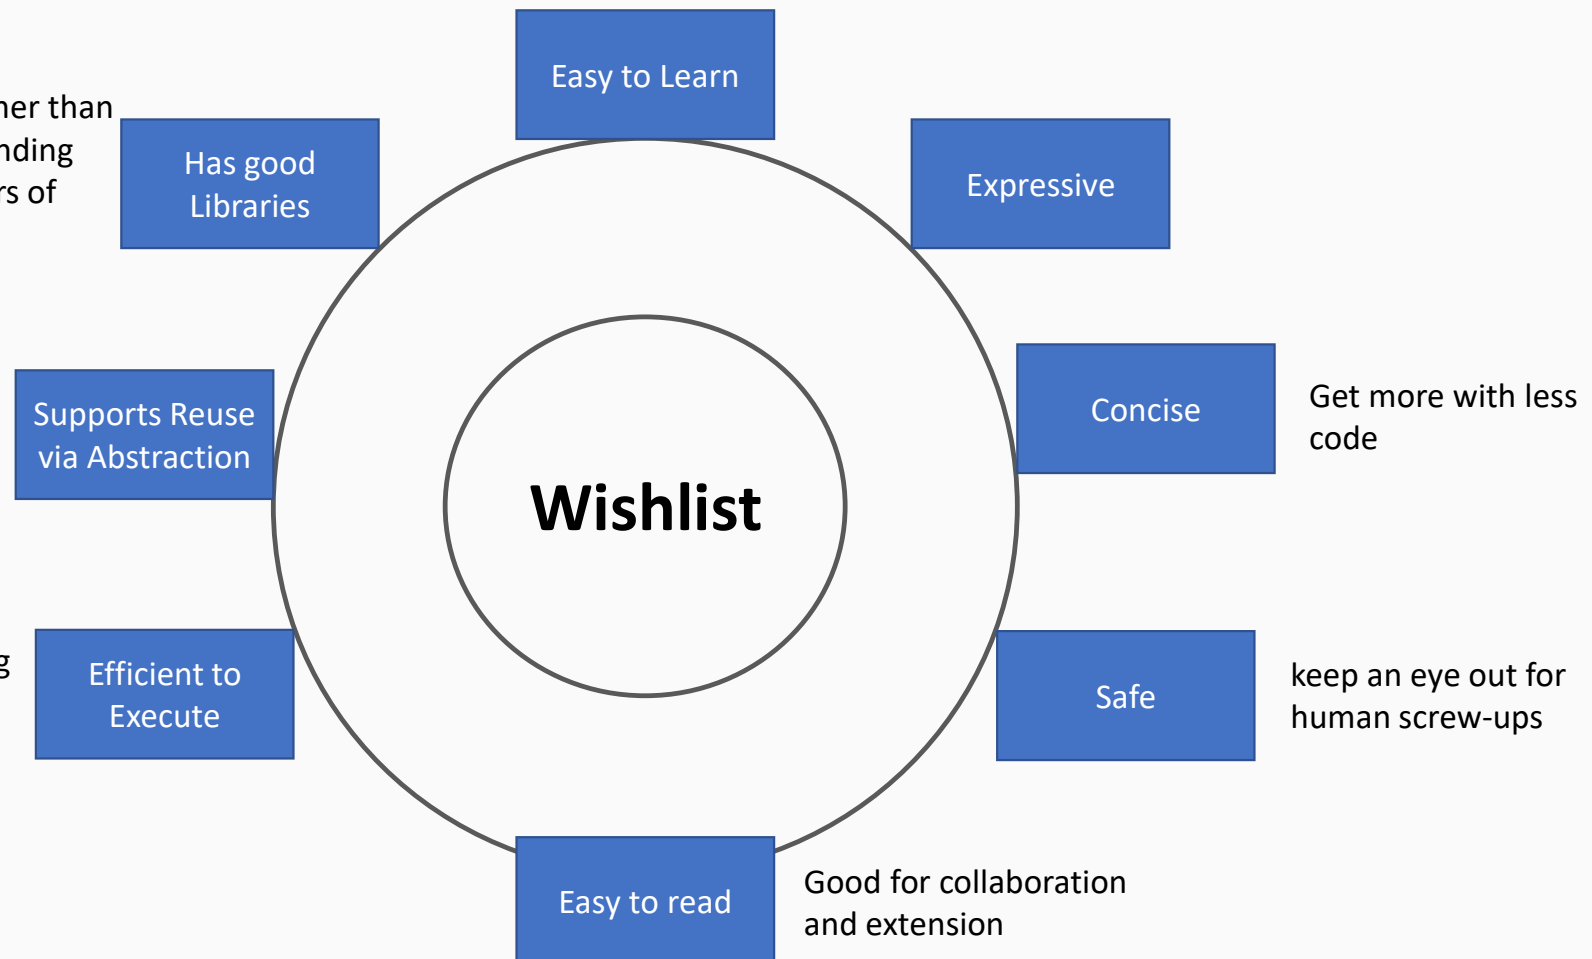 Easy to Learn
than
Has good
Libraries
of
Expressive
Supports Reuse
via Abstraction
Concise
Get more with less
code
Wishlist
Efficient to
Execute
Safe
keep an eye out for
human screw-ups
Easy to read
Good for collaboration
and extension